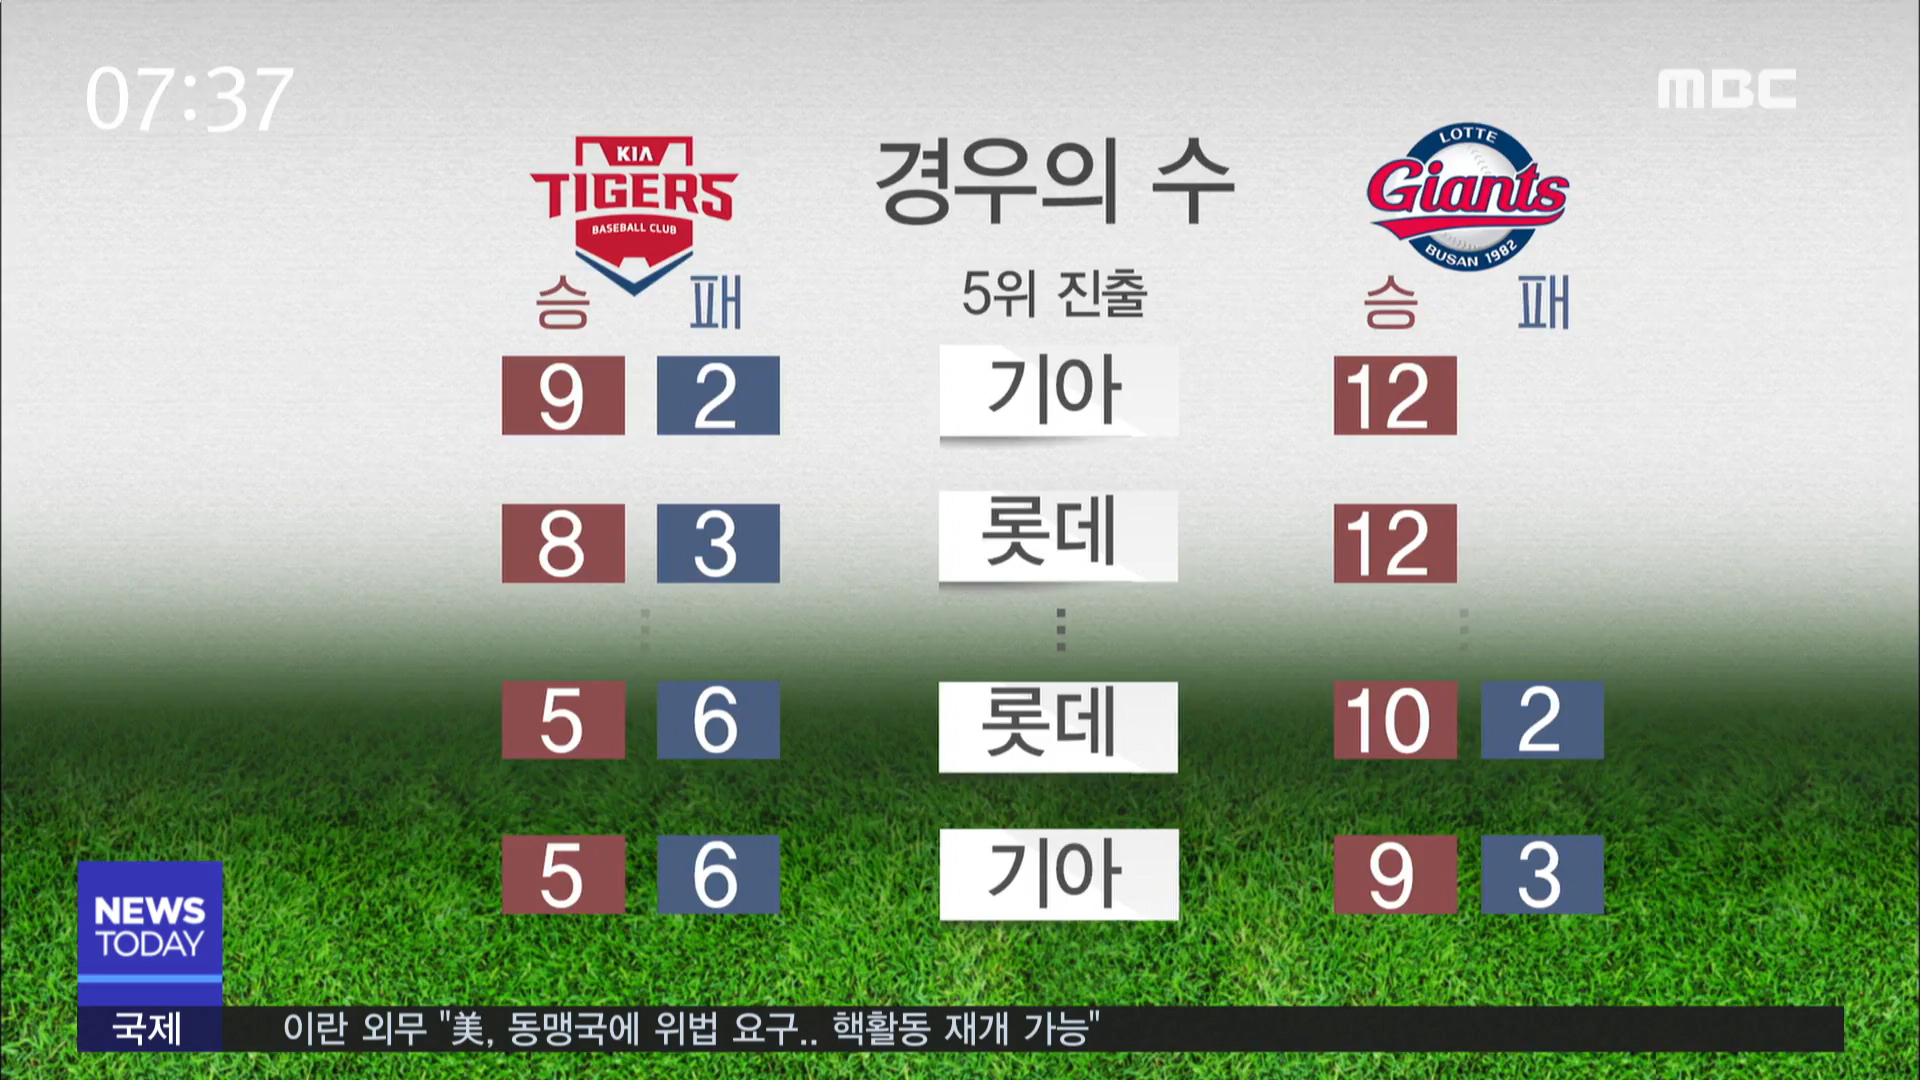 07:37
MBC
KIA
TIGERS
BASEBALL CLUB
경우의 수
LOTTE
Giants
BUSAN 1982
승 패 5위 진출 승 패
9 2 기아 12
8 3 롯데 12
5 6 롯데 10 2
5 6 기아 9 3
NEWS
TODAY
국제 이란 외무 "美, 동맹국에 위법 요구.. 핵활동 재개 가능"